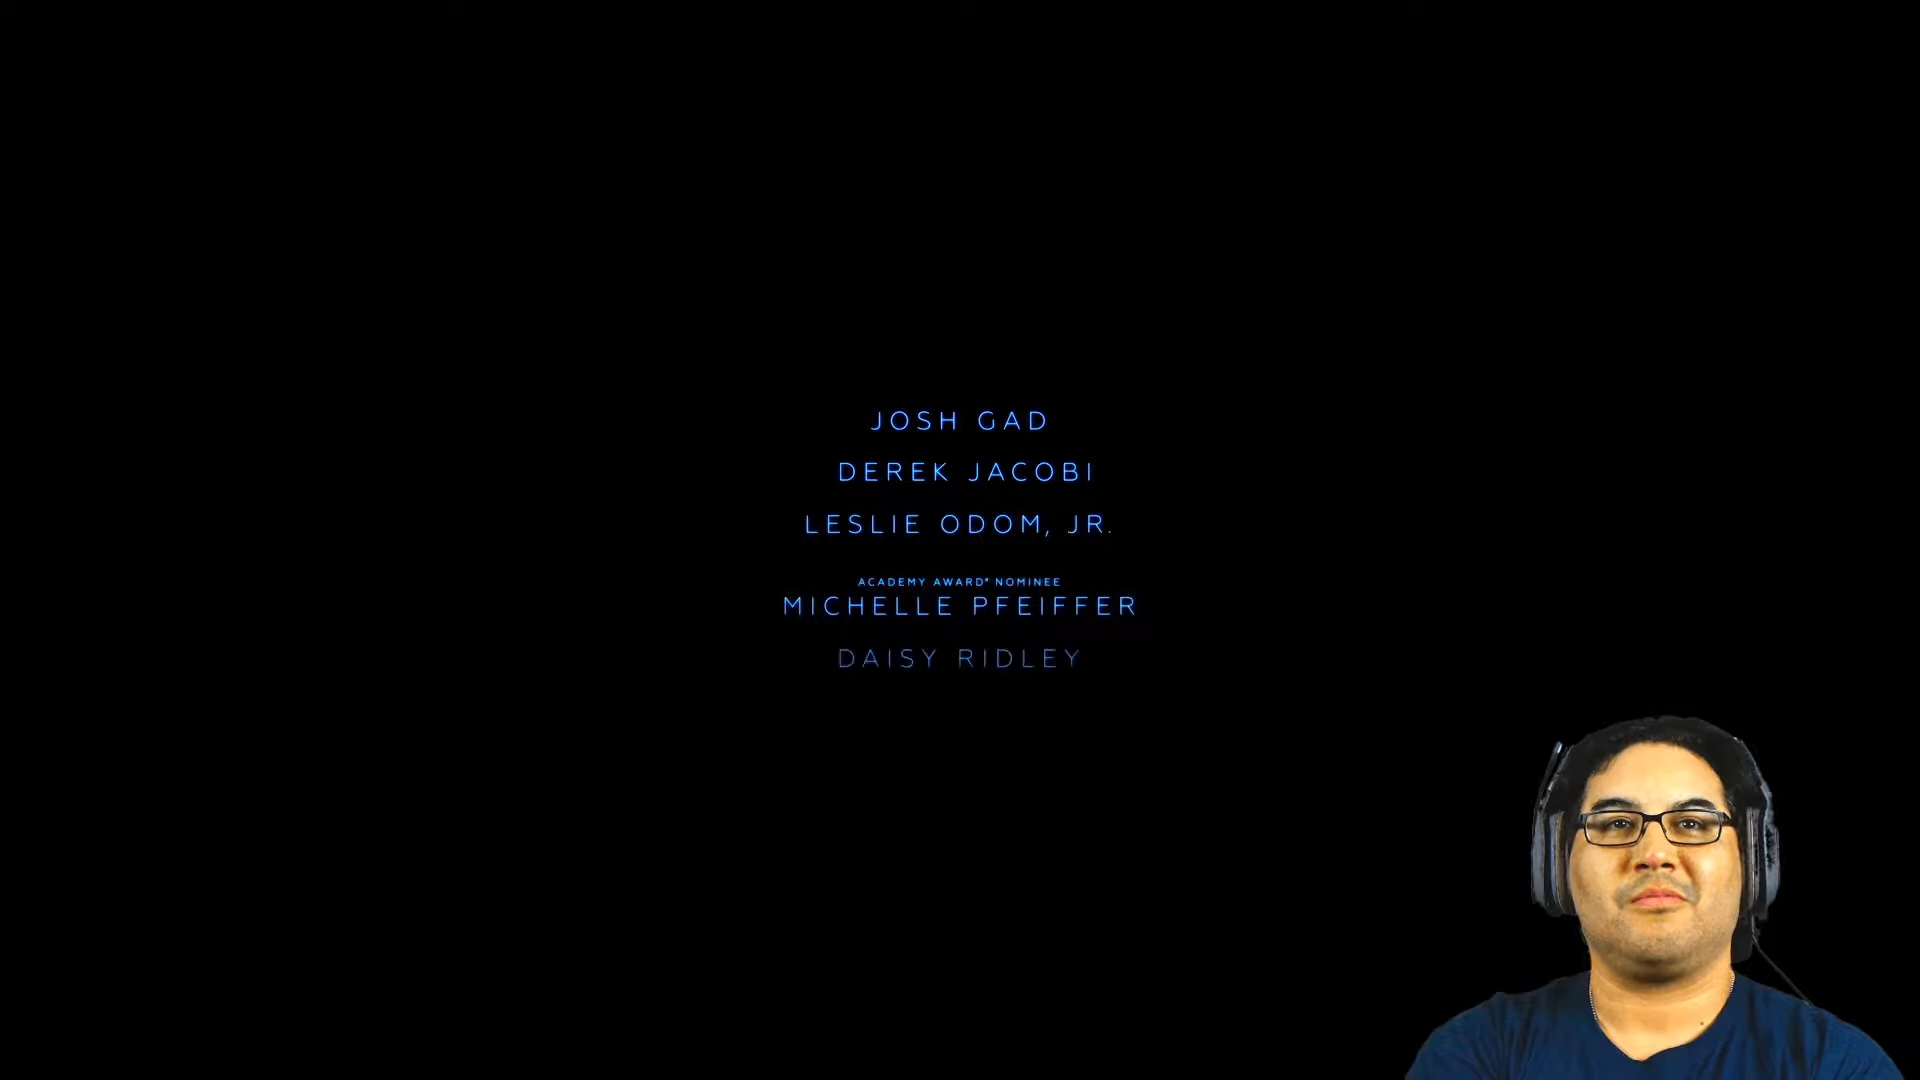 JOSH GAD
DEREK JACOBI
LESLIE ODOM, JR.
ACADEMY AWARD® NOMINEE
MICHELLE PFEIFFER
DAISY RIDLEY